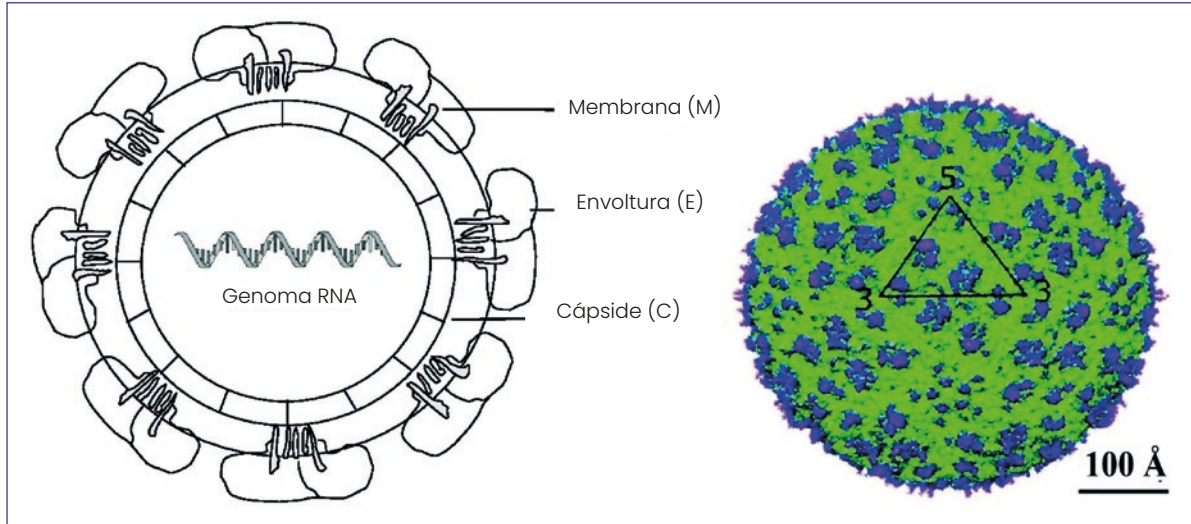 Membrana (M)
Envoltura (E)
Genoma RNA
Cápside (C)
5
3
3
100 Å